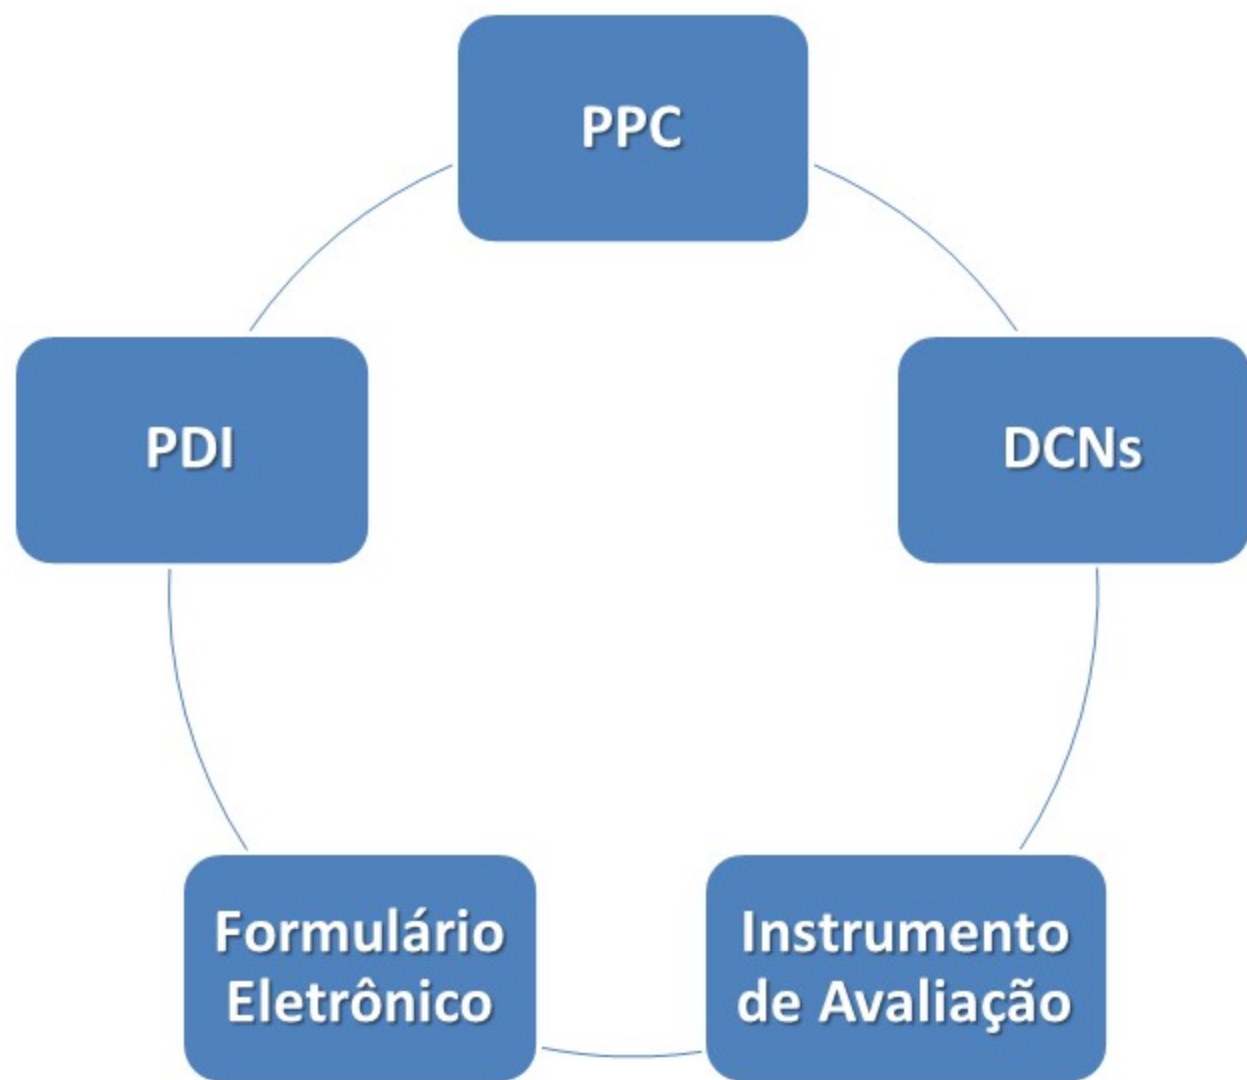 PPC
PDI
DCNs
Formulário
Eletrônico
Instrumento
de Avaliação